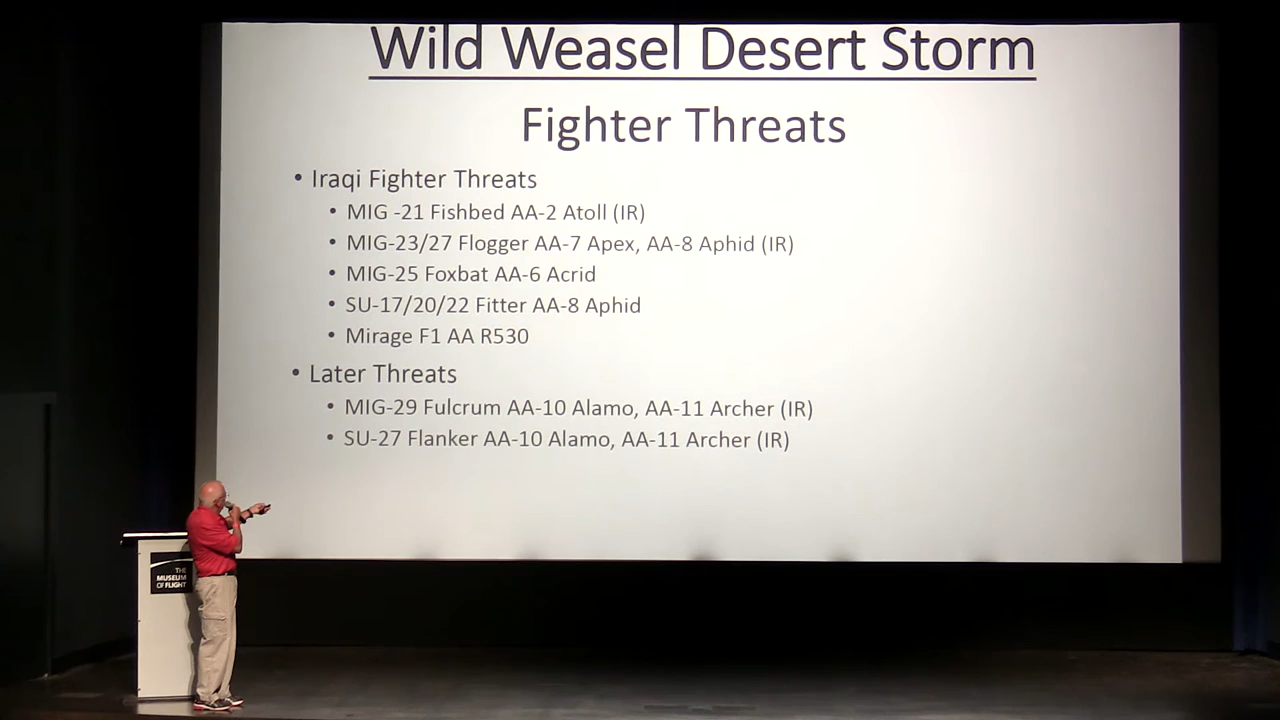 Wild Weasel Desert Storm
Fighter Threats
• Iraqi Fighter Threats
• MIG -21 Fishbed AA-2 Atoll (IR)
• MIG-23/27 Flogger AA-7 Apex, AA-8 Aphid (IR)
• MIG-25 Foxbat AA-6 Acrid
• SU-17/20/22 Fitter AA-8 Aphid
• Mirage F1 AA R530
• Later Threats
• MIG-29 Fulcrum AA-10 Alamo, AA-11 Archer (IR)
• SU-27 Flanker AA-10 Alamo, AA-11 Archer (IR)
THE
MUSEUM
OF FLIGHT